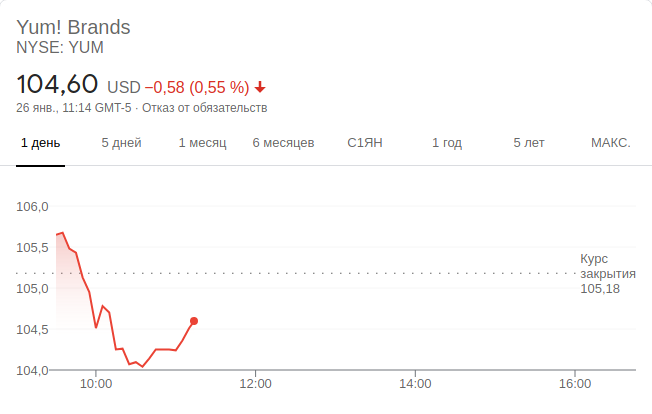 Yum! Brands
NYSE: YUM
104,60 USD −0,58 (0,55 %)
26 янв., 11:14 GMT-5 · Отказ от обязательств
1 день 5 дней 1 месяц 6 месяцев С1ЯН 1 год 5 лет МАКС.
106,0
105,5
Курс
закрытия
105,18
105,0
104,5
104,0
10:00 12:00 14:00 16:00